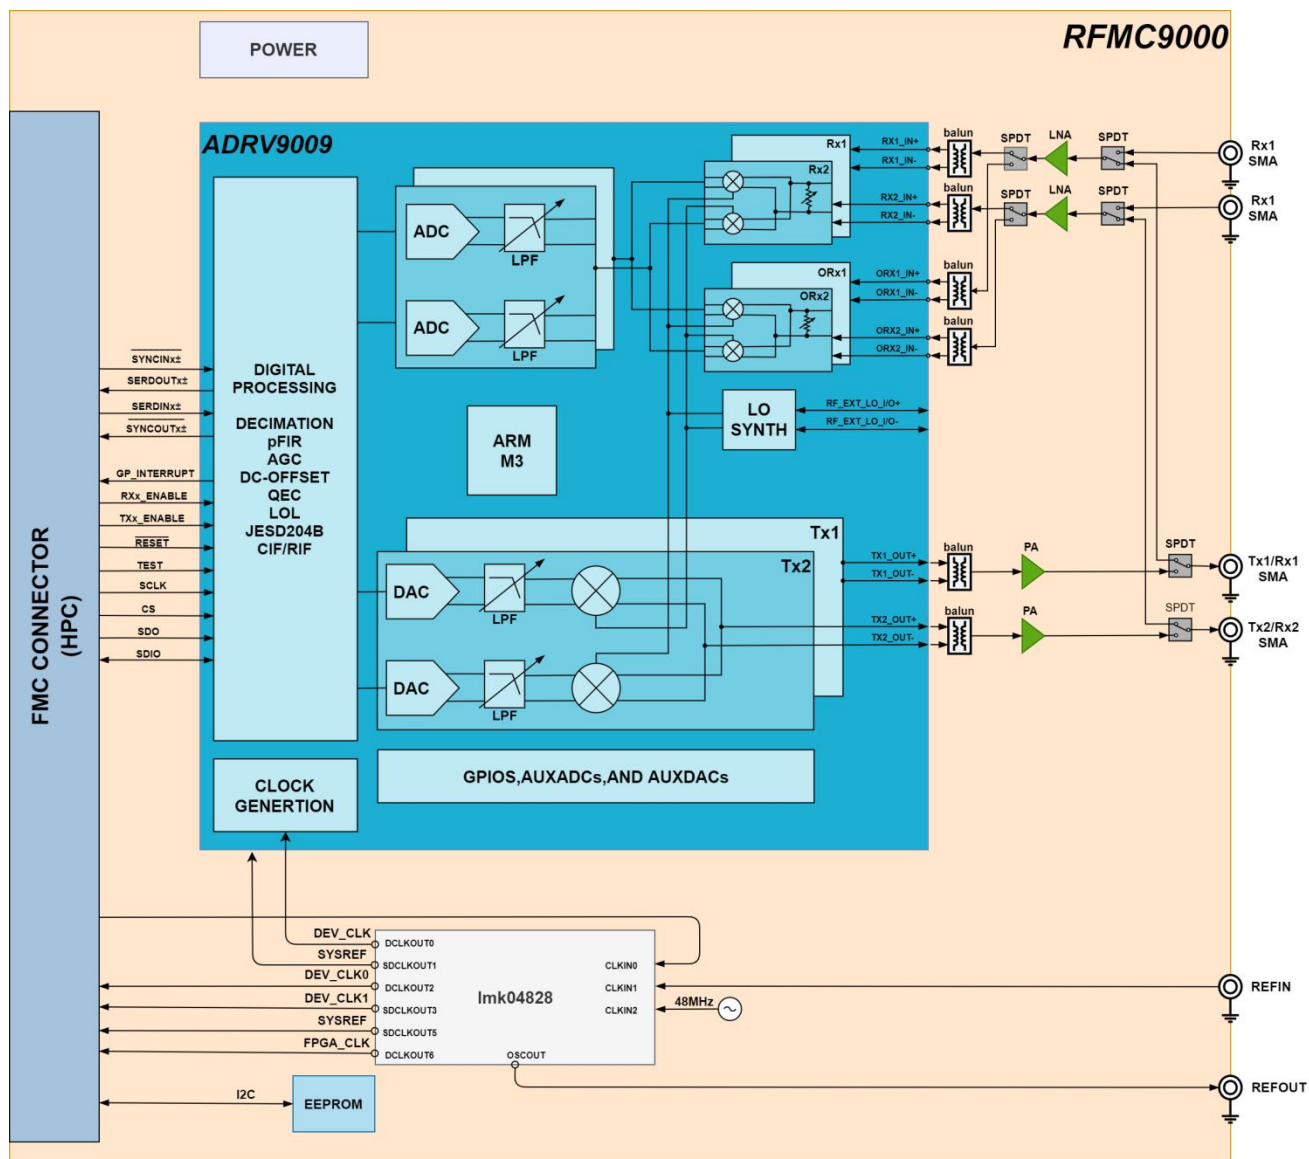 RFMC9000
POWER
ADRV9009
FMC CONNECTOR
(HPC)
DIGITAL
PROCESSING
DECIMATION
pFIR
AGC
DC-OFFSET
QEC
LOL
JESD204B
CIF/RIF
SYNCINx±
SERDOUTx±
SERDINx±
SYNCOUTx±
GP_INTERRUPT
RXx_ENABLE
TXx_ENABLE
RESET
TEST
SCLK
CS
SDO
SDIO
ADC
LPF
ADC
LPF
Rx1
Rx2
ORx1
ORx2
RX1_IN+
RX1_IN-
RX2_IN+
RX2_IN-
ORX1_IN+
ORX1_IN-
ORX2_IN+
ORX2_IN-
balun
balun
balun
balun
SPDT
LNA
SPDT
SPDT
LNA
SPDT
Rx1
SMA
Rx1
SMA
LO
SYNTH
RF_EXT_LO_I/O+
RF_EXT_LO_I/O-
ARM
M3
Tx1
Tx2
DAC
LPF
DAC
LPF
TX1_OUT+
TX1_OUT-
TX2_OUT+
TX2_OUT-
balun
PA
SPDT
Tx1/Rx1
SMA
balun
PA
SPDT
Tx2/Rx2
SMA
GPIOS,AUXADCs,AND AUXDACs
CLOCK
GENERTION
DEV_CLK
SYSREF
DEV_CLK0
DEV_CLK1
SYSREF
FPGA_CLK
DCLKOUT0
SDCLKOUT1
DCLKOUT2
SDCLKOUT3
SDCLKOUT5
DCLKOUT6
lmk04828
CLKIN0
CLKIN1
CLKIN2
OSCOUT
48MHz
REFIN
REFOUT
I2C
EEPROM